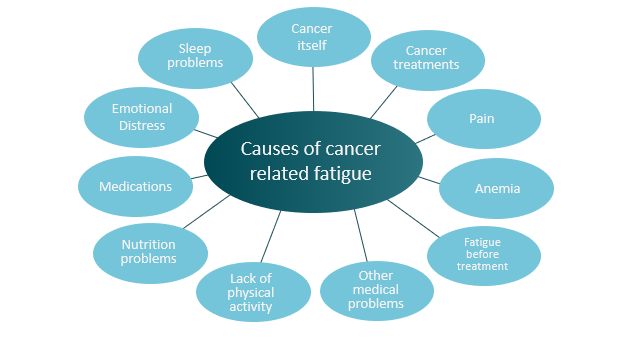 Causes of cancer
related fatigue
Cancer
itself
Cancer
treatments
Pain
Anemia
Fatigue
before
treatment
Other
medical
problems
Lack of
physical
activity
Nutrition
problems
Medications
Emotional
Distress
Sleep
problems